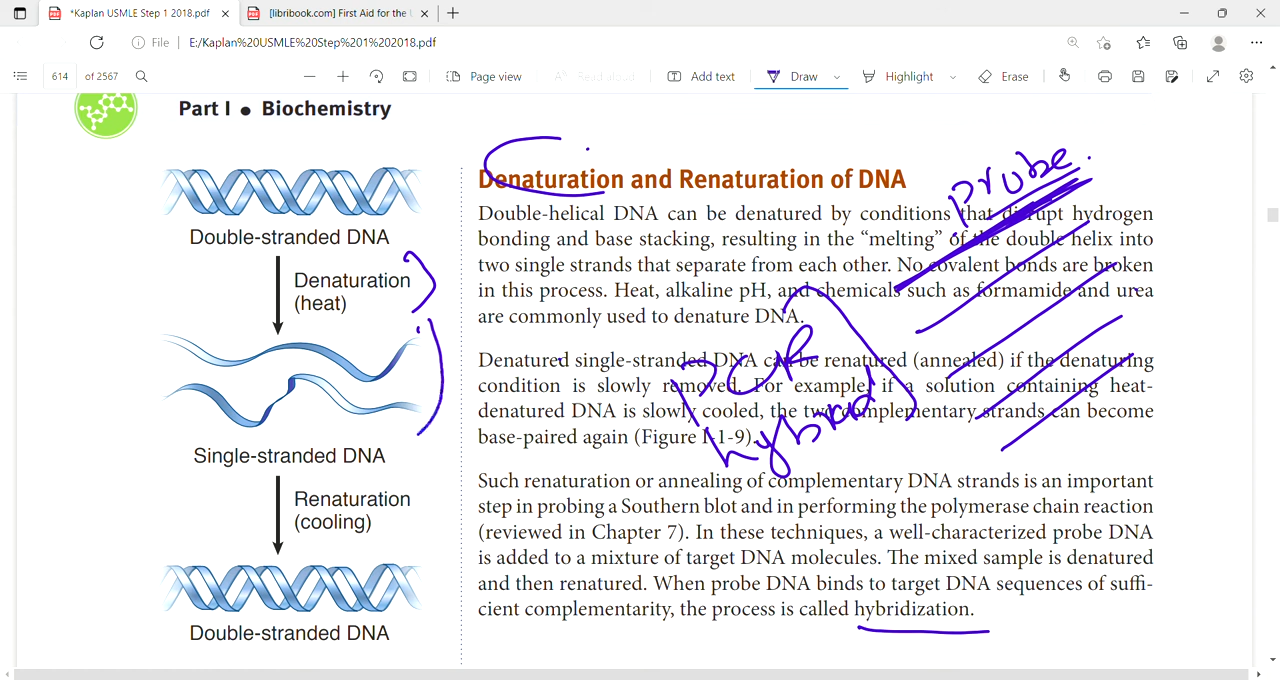 *Kaplan USMLE Step 1 2018.pdf
[libribook.com] First Aid for the
File | E:/Kaplan%20USMLE%20Step%201%202018.pdf
614 of 2567 Page view Read aloud Add text Draw Highlight Erase
Part I ● Biochemistry
Double-stranded DNA
Denaturation
(heat)
Single-stranded DNA
Renaturation
(cooling)
Double-stranded DNA
Denaturation and Renaturation of DNA
Double-helical DNA can be denatured by conditions that disrupt hydrogen
bonding and base stacking, resulting in the “melting” of the double helix into
two single strands that separate from each other. No covalent bonds are broken
in this process. Heat, alkaline pH, and chemicals such as formamide and urea
are commonly used to denature DNA.
Denatured single-stranded DNA can be renatured (annealed) if the denaturing
condition is slowly removed. For example, if a solution containing heat-
denatured DNA is slowly cooled, the two complementary strands can become
base-paired again (Figure I-1-9).
Such renaturation or annealing of complementary DNA strands is an important
step in probing a Southern blot and in performing the polymerase chain reaction
(reviewed in Chapter 7). In these techniques, a well-characterized probe DNA
is added to a mixture of target DNA molecules. The mixed sample is denatured
and then renatured. When probe DNA binds to target DNA sequences of suffi-
cient complementarity, the process is called hybridization.
probe
PCR